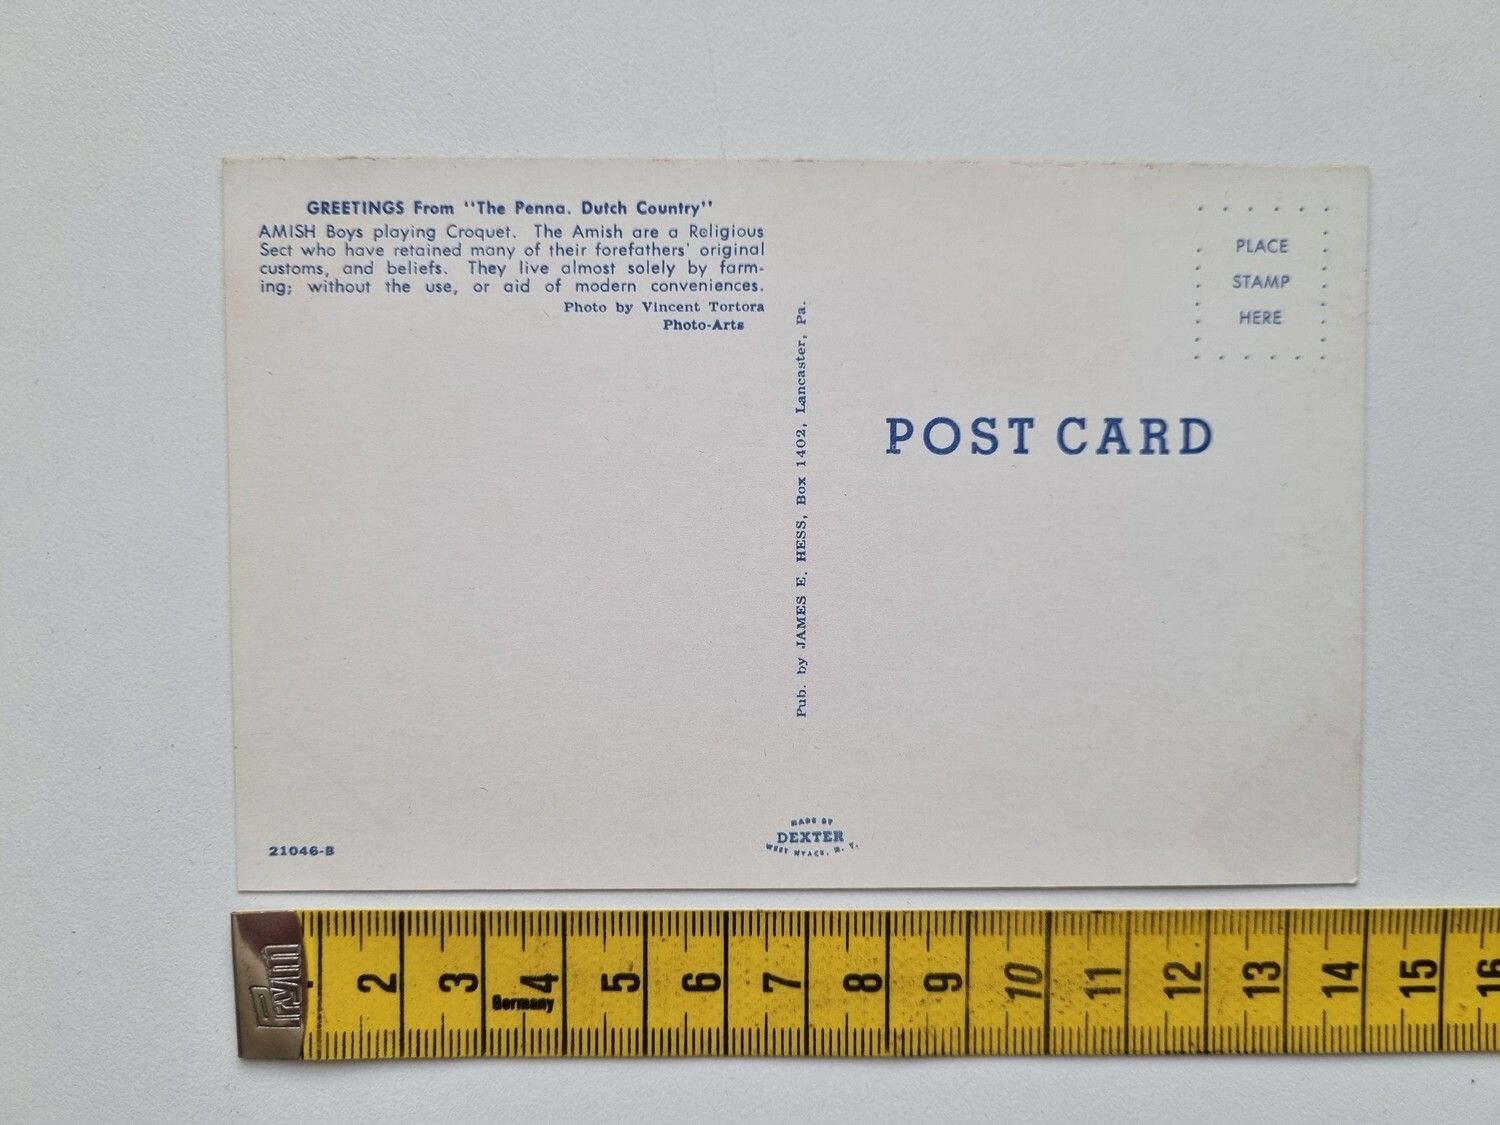 GREETINGS From "The Penna. Dutch Country"
AMISH Boys playing Croquet. The Amish are a Religious
Sect who have retained many of their forefathers' original
customs, and beliefs. They live almost solely by farm-
ing; without the use, or aid of modern conveniences.
Photo by Vincent Tortora
Photo-Arts
Pub. by JAMES E. HESS, Box 1402, Lancaster, Pa.
PLACE
STAMP
HERE
POST CARD
21046-B
MADE BY
DEXTER
WEST NYACK, N. Y.
Prym
2 3 4 5 6 7 8 9 10 11 12 13 14 15 16
Germany